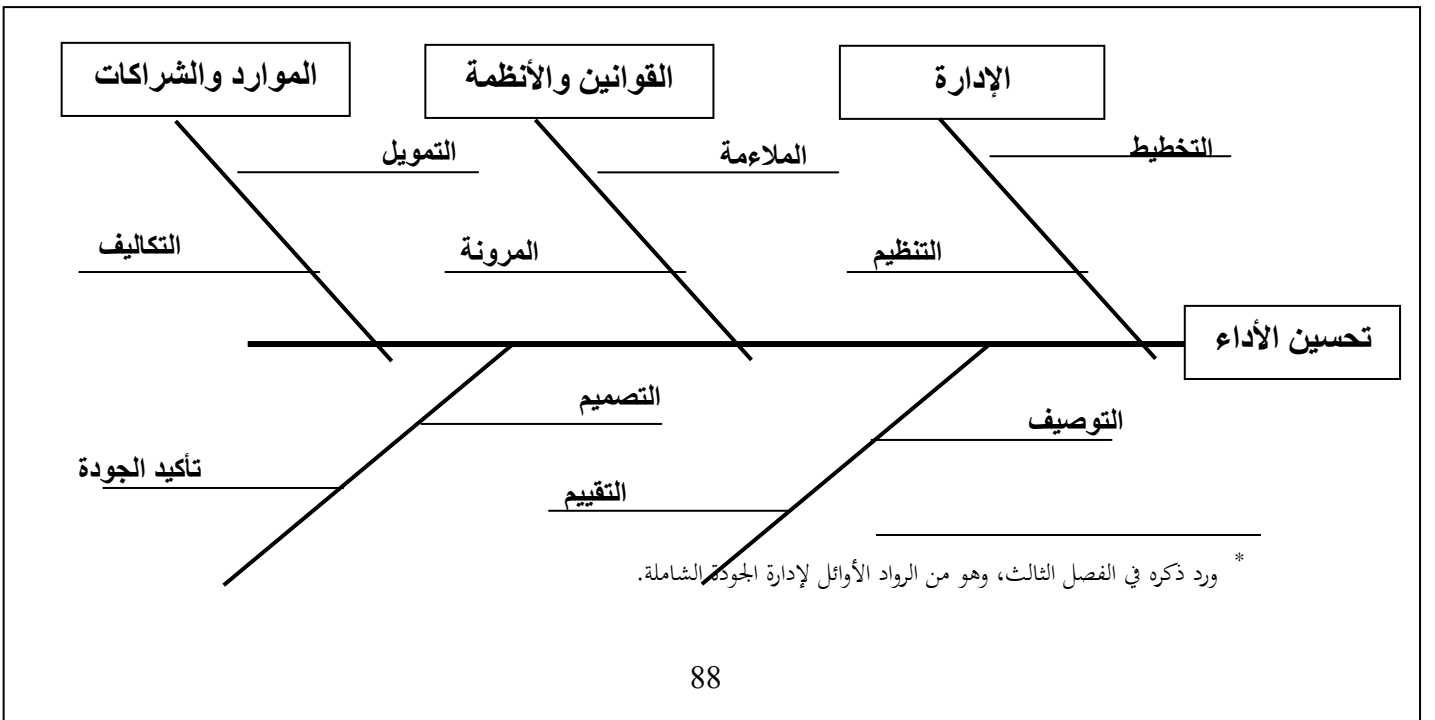 الإدارة
القوانين والأنظمة
الموارد والشراكات
التخطيط
الملاءمة
التمويل
التنظيم
المرونة
التكاليف
تحسين الأداء
التصميم
التوصيف
تأكيد الجودة
التقييم
* ورد ذكره في الفصل الثالث، وهو من الرواد الأوائل لإدارة الجودة الشاملة.
88